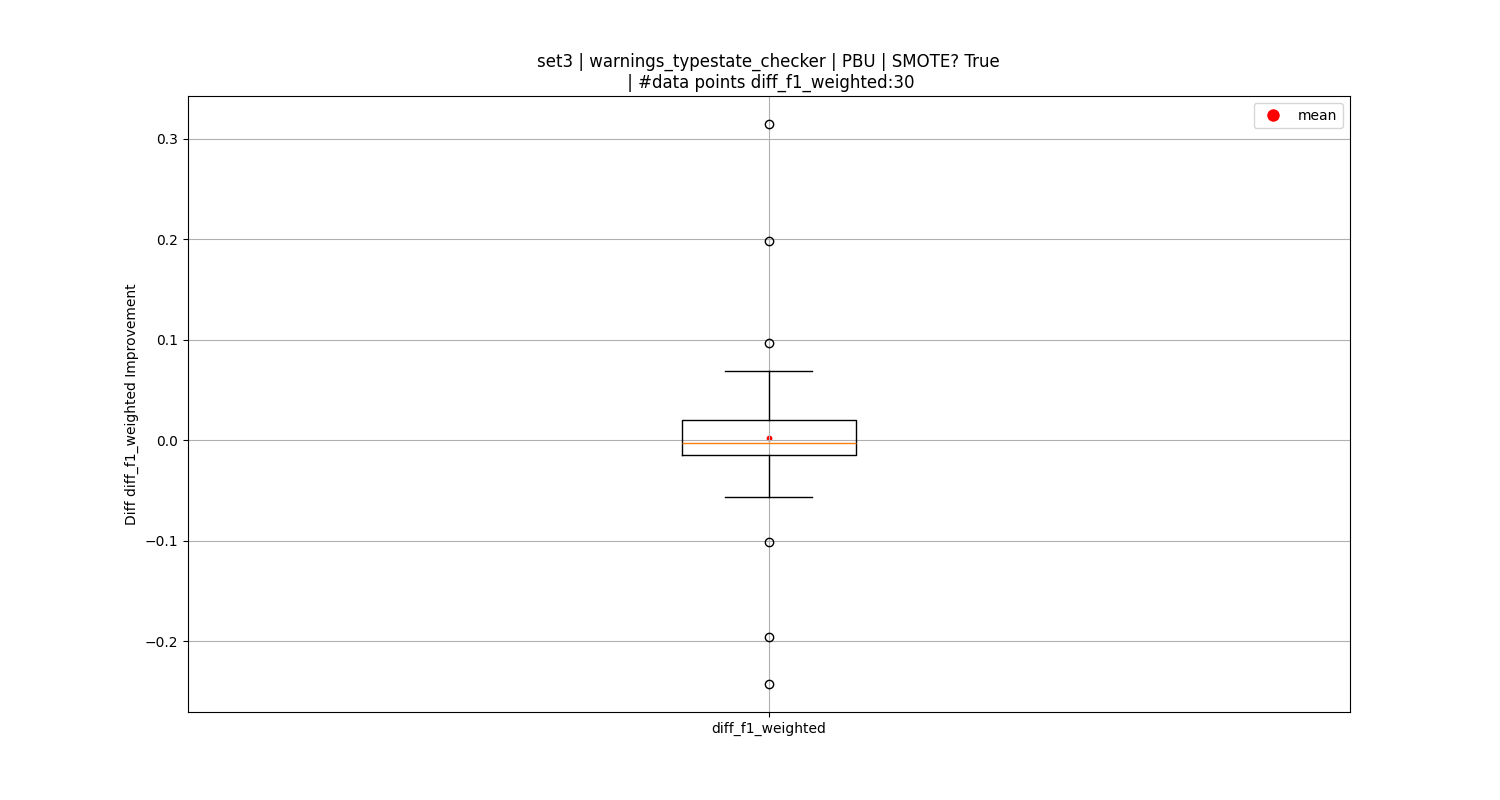 set3 | warnings_typestate_checker | PBU | SMOTE? True
| #data points diff_f1_weighted:30
mean
0.3
0.2
0.1
0.0
−0.1
−0.2
Diff diff_f1_weighted Improvement
diff_f1_weighted